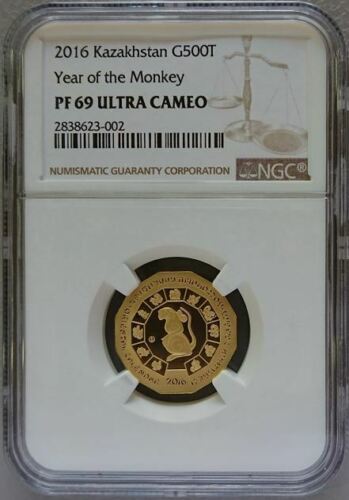 2016 Kazakhstan G500T
Year of the Monkey
PF 69 ULTRA CAMEO
2838623-002
NUMISMATIC GUARANTY CORPORATION
NGC®
2016